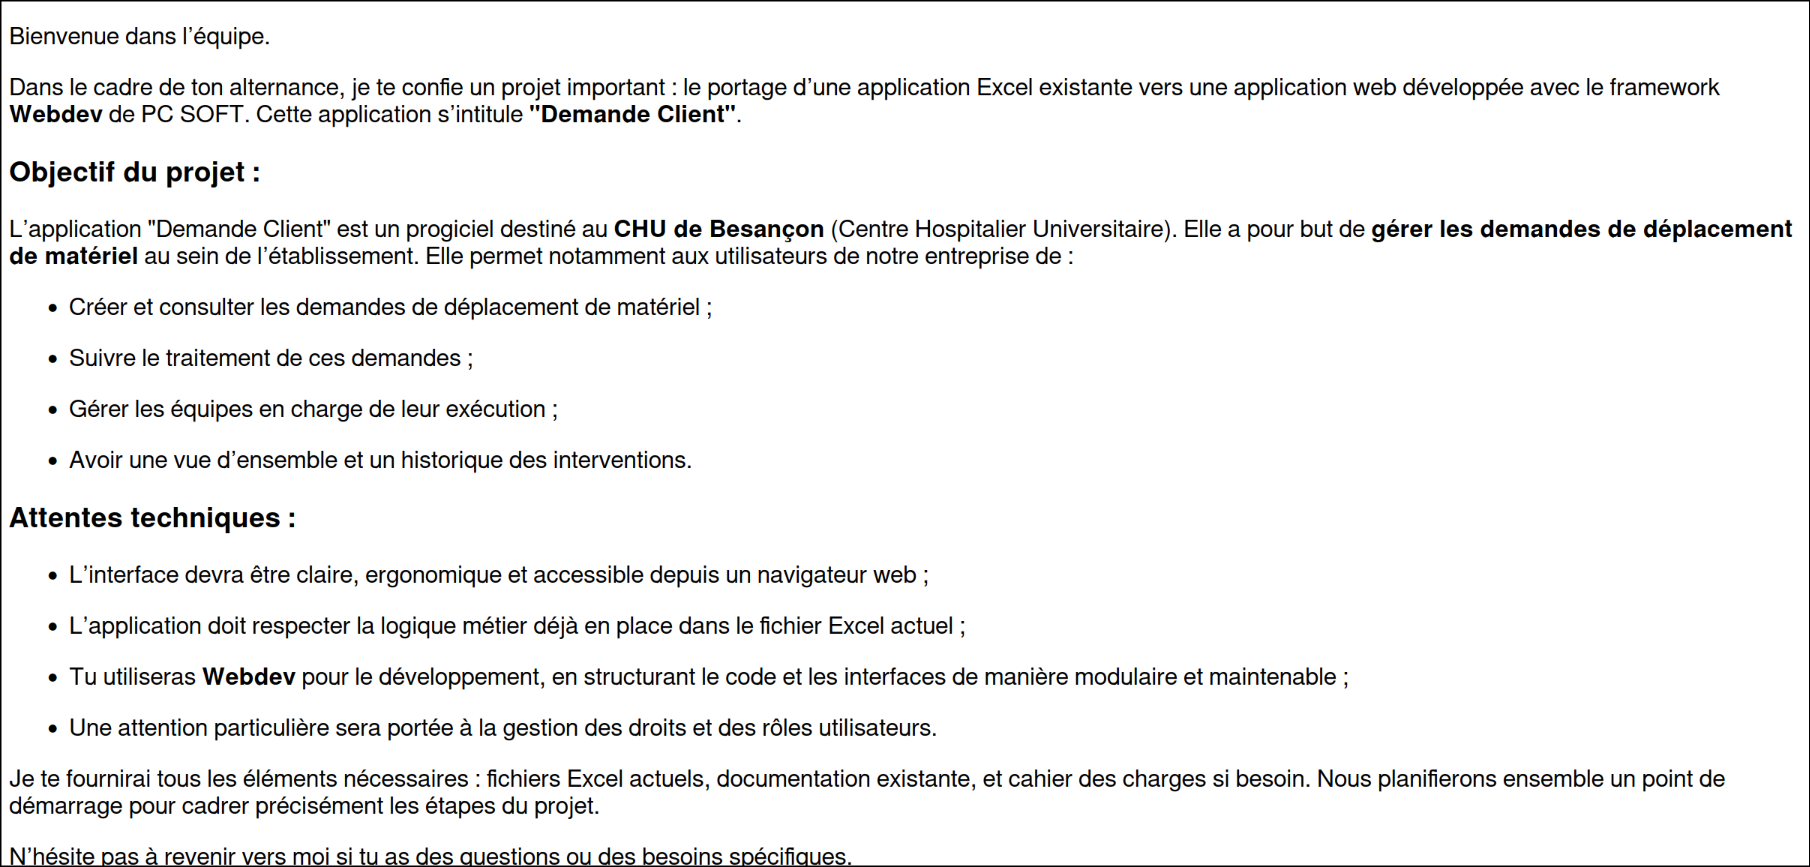 Bienvenue dans l’équipe.
Dans le cadre de ton alternance, je te confie un projet important : le portage d’une application Excel existante vers une application web développée avec le framework
Webdev de PC SOFT. Cette application s’intitule "Demande Client".
Objectif du projet :
L’application "Demande Client" est un progiciel destiné au CHU de Besançon (Centre Hospitalier Universitaire). Elle a pour but de gérer les demandes de déplacement
de matériel au sein de l’établissement. Elle permet notamment aux utilisateurs de notre entreprise de :
• Créer et consulter les demandes de déplacement de matériel ;
• Suivre le traitement de ces demandes ;
• Gérer les équipes en charge de leur exécution ;
• Avoir une vue d’ensemble et un historique des interventions.
Attentes techniques :
• L’interface devra être claire, ergonomique et accessible depuis un navigateur web ;
• L’application doit respecter la logique métier déjà en place dans le fichier Excel actuel ;
• Tu utiliseras Webdev pour le développement, en structurant le code et les interfaces de manière modulaire et maintenable ;
• Une attention particulière sera portée à la gestion des droits et des rôles utilisateurs.
Je te fournirai tous les éléments nécessaires : fichiers Excel actuels, documentation existante, et cahier des charges si besoin. Nous planifierons ensemble un point de
démarrage pour cadrer précisément les étapes du projet.
N’hésite pas à revenir vers moi si tu as des questions ou des besoins spécifiques.